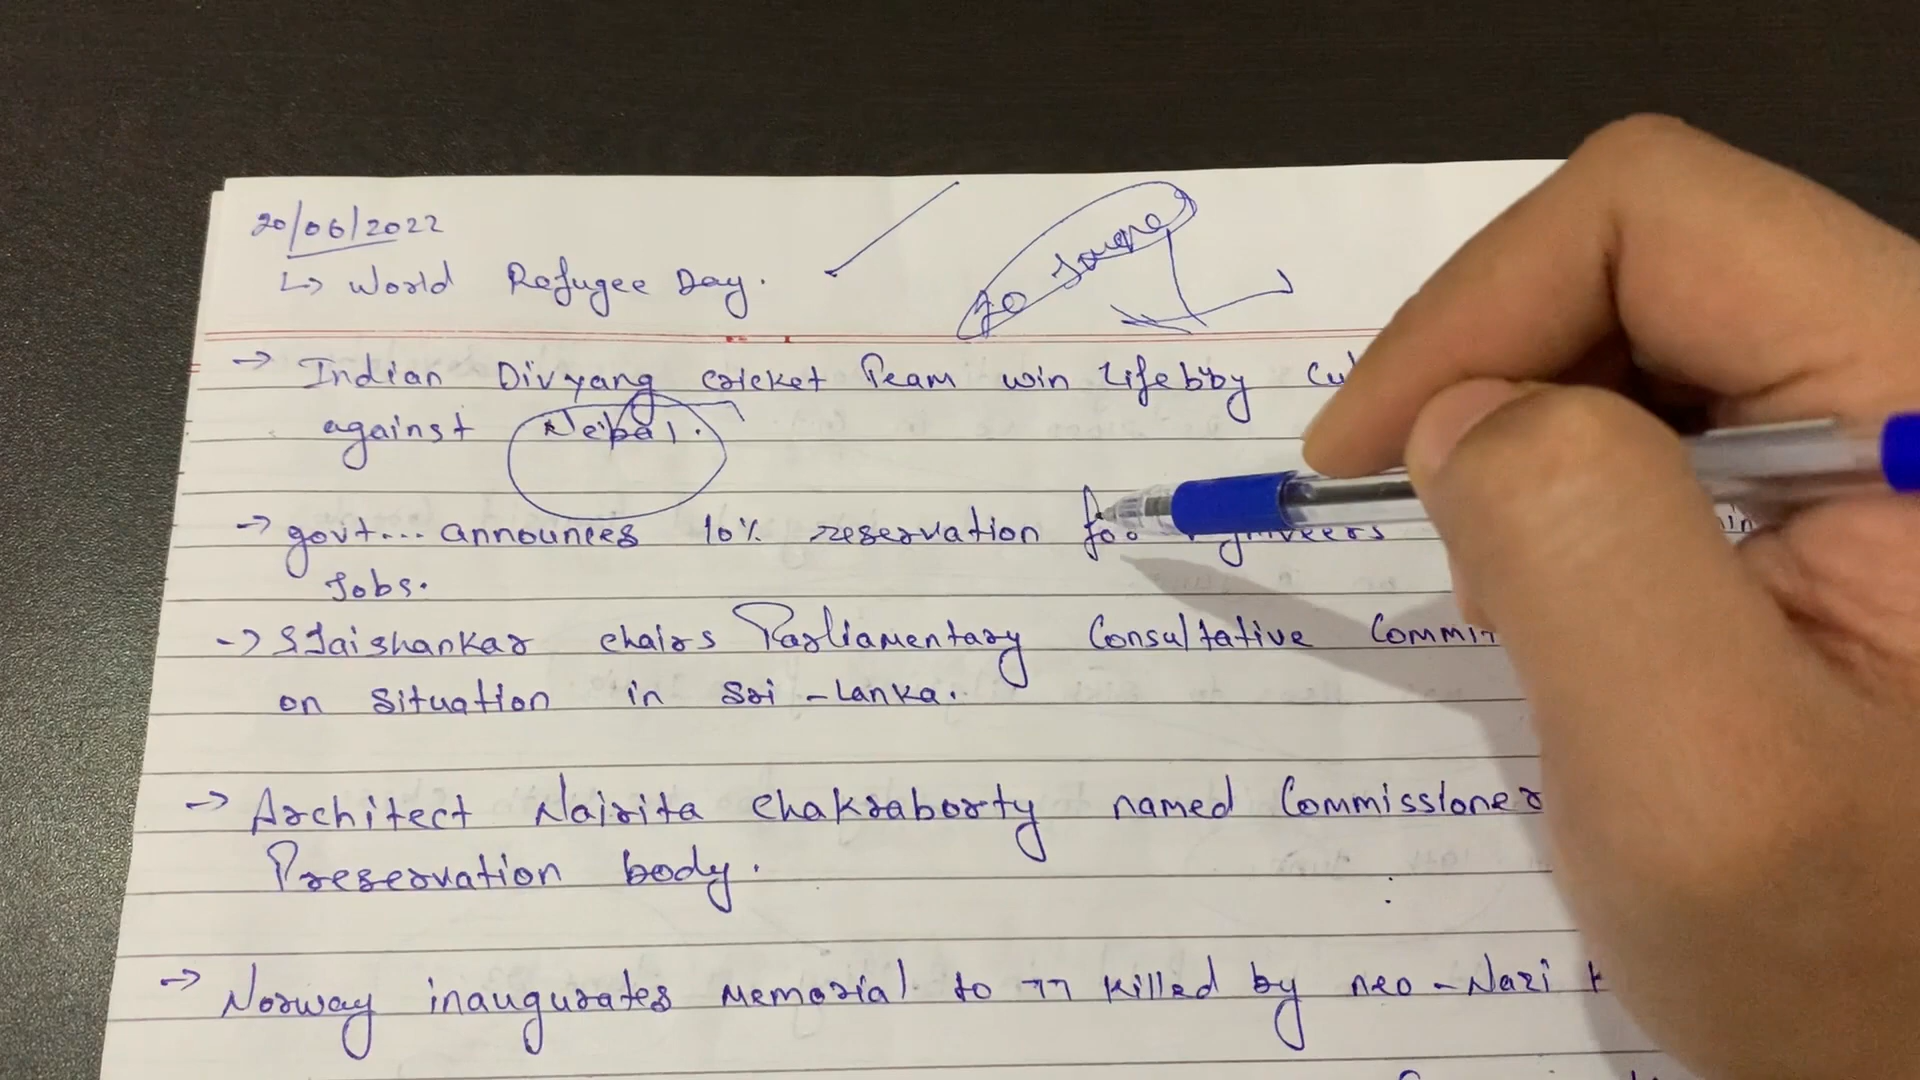 20/06/2022
↳ World Refugee Day.
20 June
→ Indian Divyang cricket Team win
against Nepal.
→ govt... announces 10% reservation for
Jobs.
→ S Jaishankar chairs Parliamentary Consultative
on situation in Sri-Lanka.
→ Architect Nairita Chakraborty named Commissioner
Preservation body.
→ Norway inaugurates memorial to 77 killed by neo-Nazi